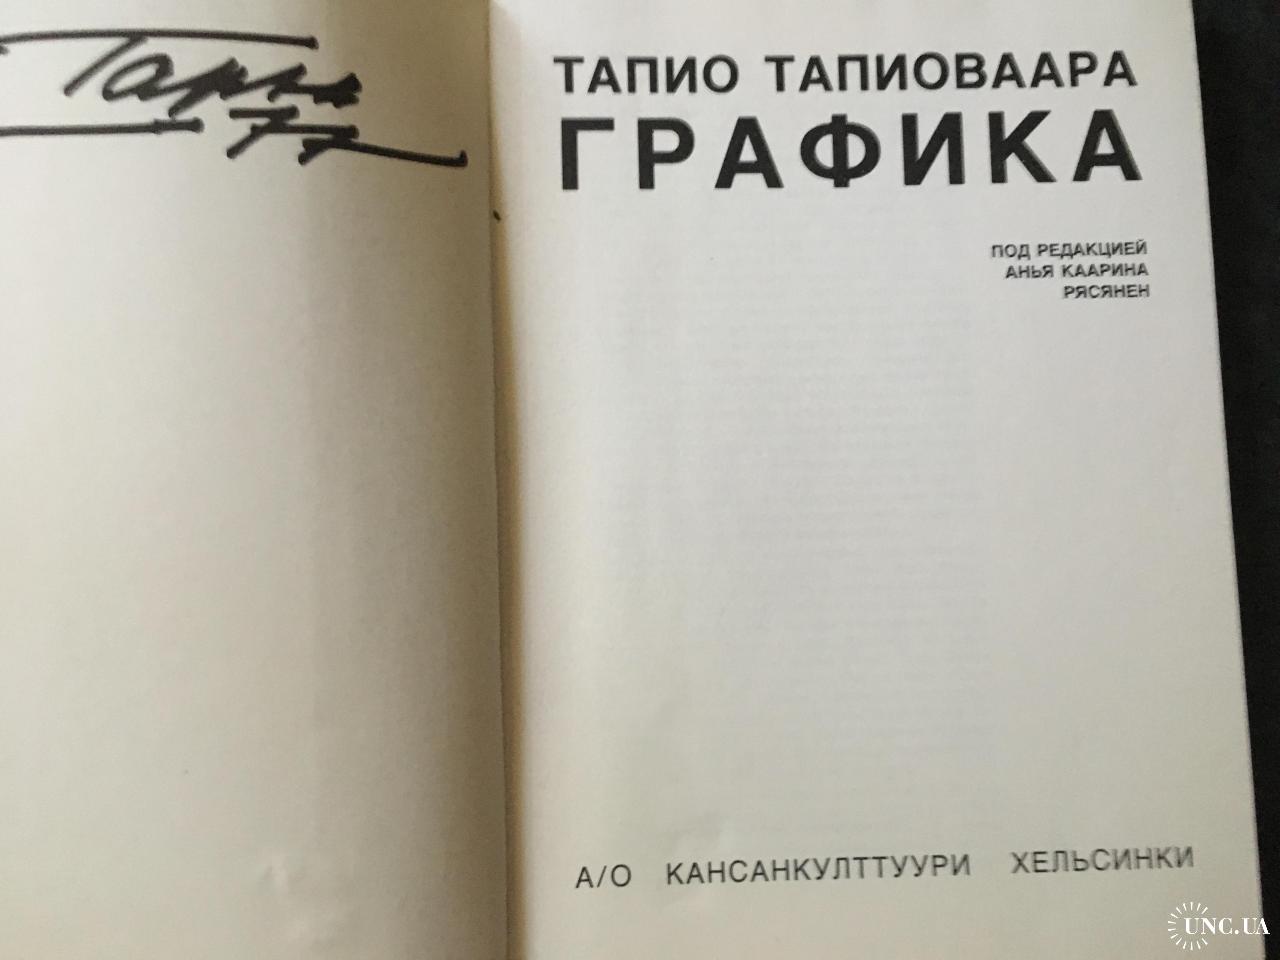 ТАПИО ТАПИОВААРА
ГРАФИКА
ПОД РЕДАКЦИЕЙ
АНЬЯ КААРИНА
РЯСЯНЕН
А/О КАНСАНКУЛТТУУРИ ХЕЛЬСИНКИ
UNC.UA